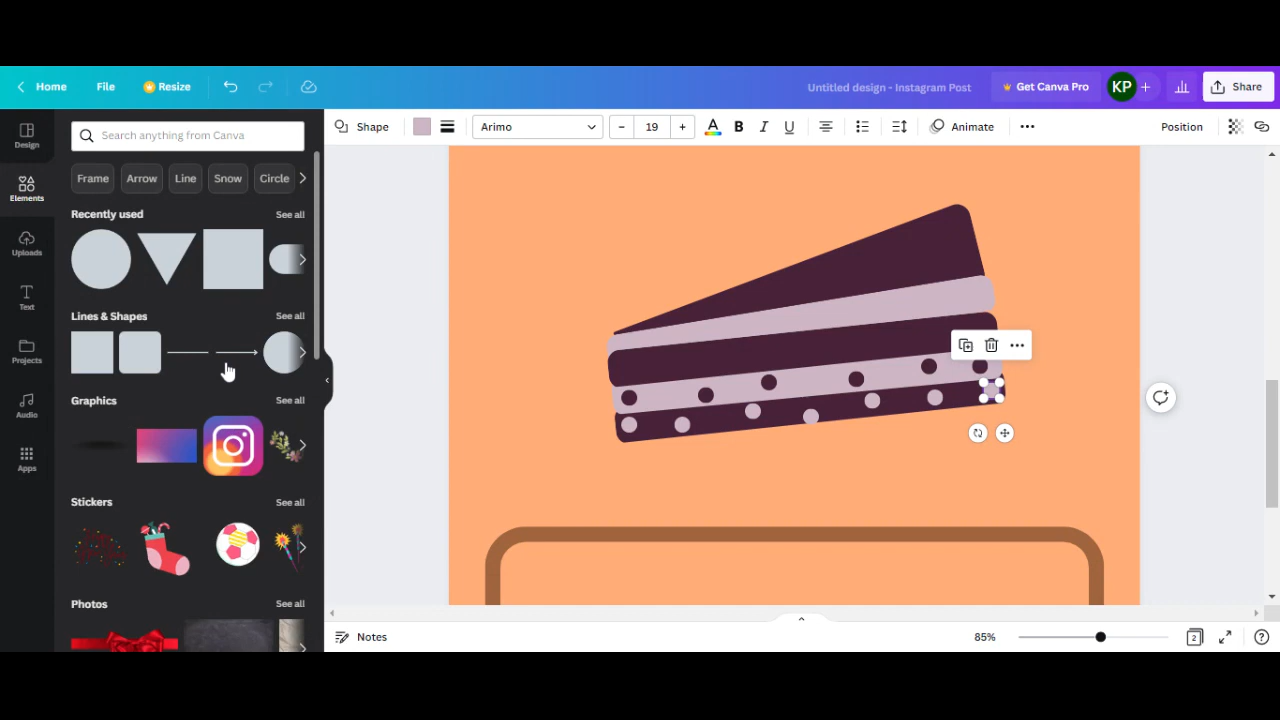 Home File Resize Untitled design - Instagram Post Get Canva Pro KP Share
Design Search anything from Canva Shape Arimo 19 B I U Animate Position
Elements Frame Arrow Line Snow Circle
Recently used See all
Uploads
Text
Lines & Shapes See all
Projects
Graphics See all
Audio
Apps
Stickers See all
Photos See all
Notes 85% 2 ?